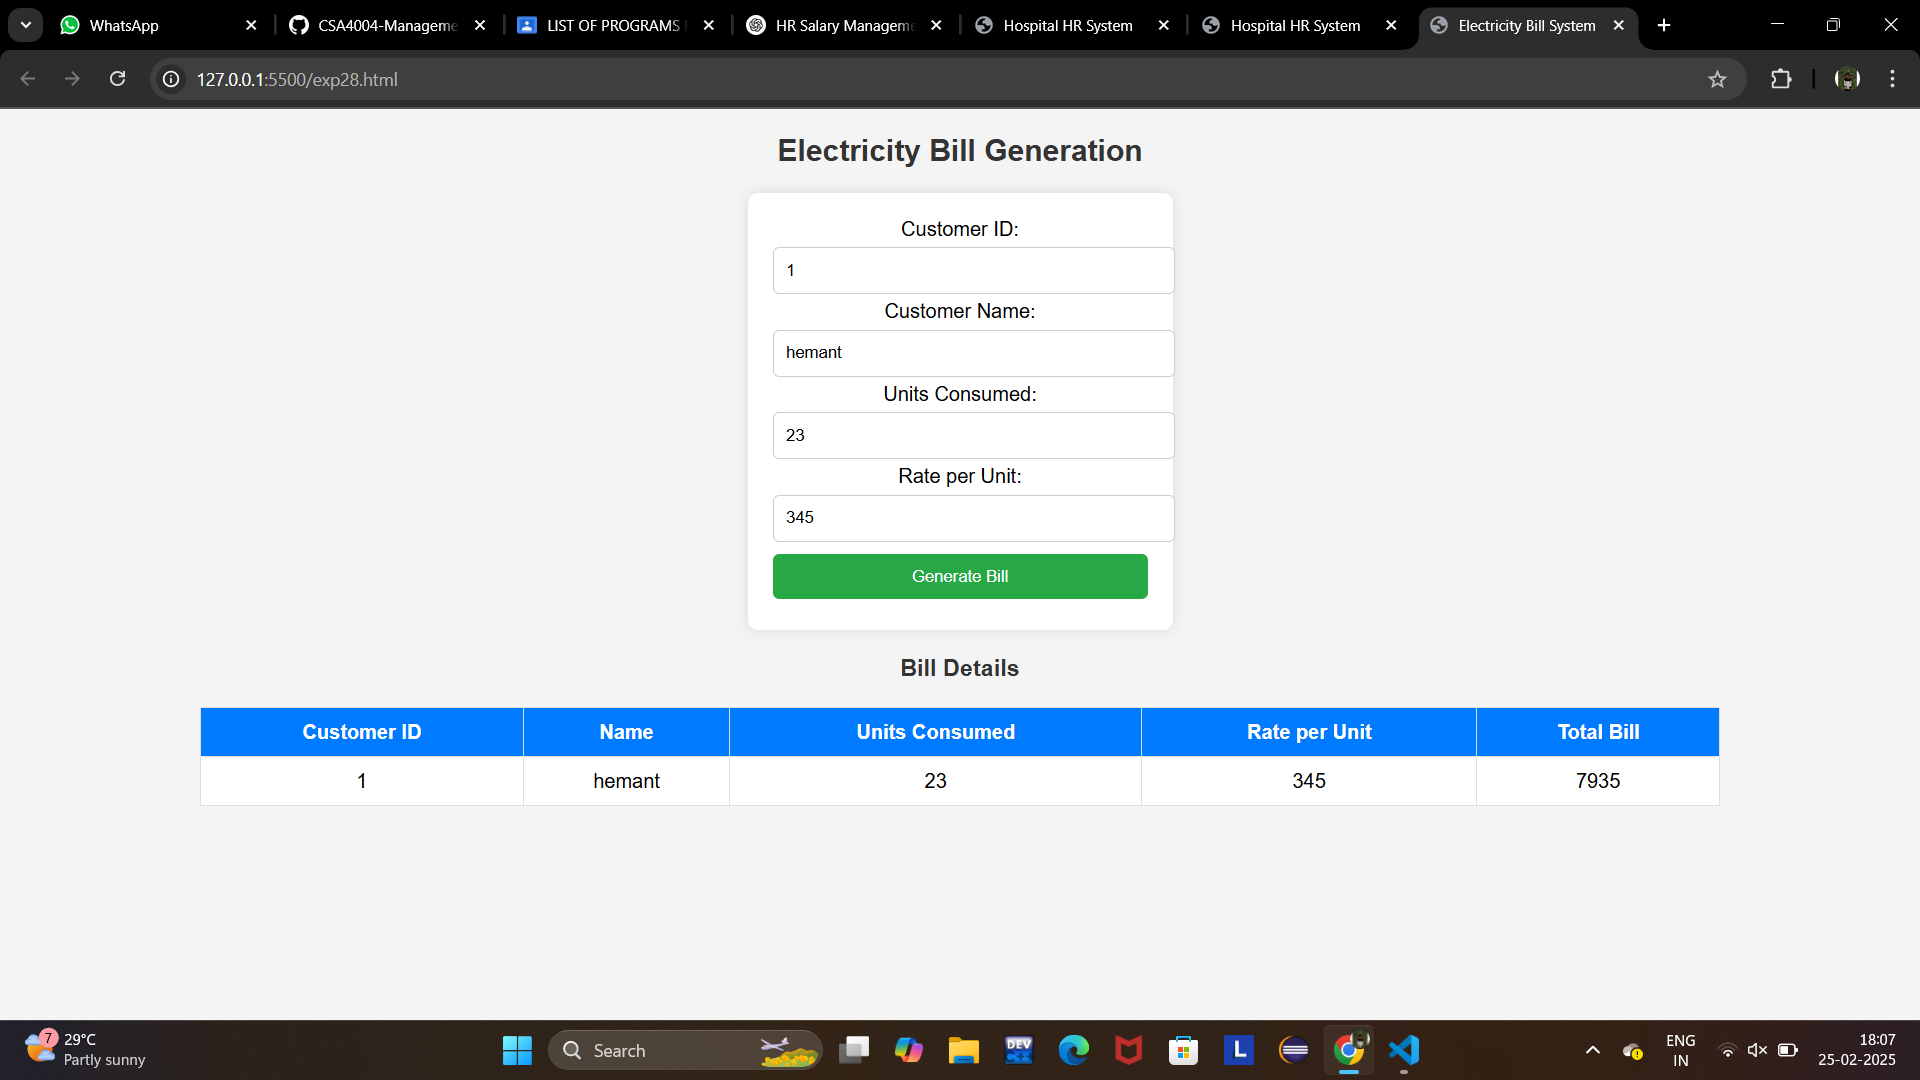 WhatsApp
CSA4004-Manageme
LIST OF PROGRAMS
HR Salary Manageme
Hospital HR System
Hospital HR System
Electricity Bill System
127.0.0.1:5500/exp28.html
Electricity Bill Generation
Customer ID:
1
Customer Name:
hemant
Units Consumed:
23
Rate per Unit:
345
Generate Bill
Bill Details
Customer ID Name Units Consumed Rate per Unit Total Bill
1 hemant 23 345 7935
7
29°C
Partly sunny
Search
DEV
C++
L
ENG
IN
18:07
25-02-2025